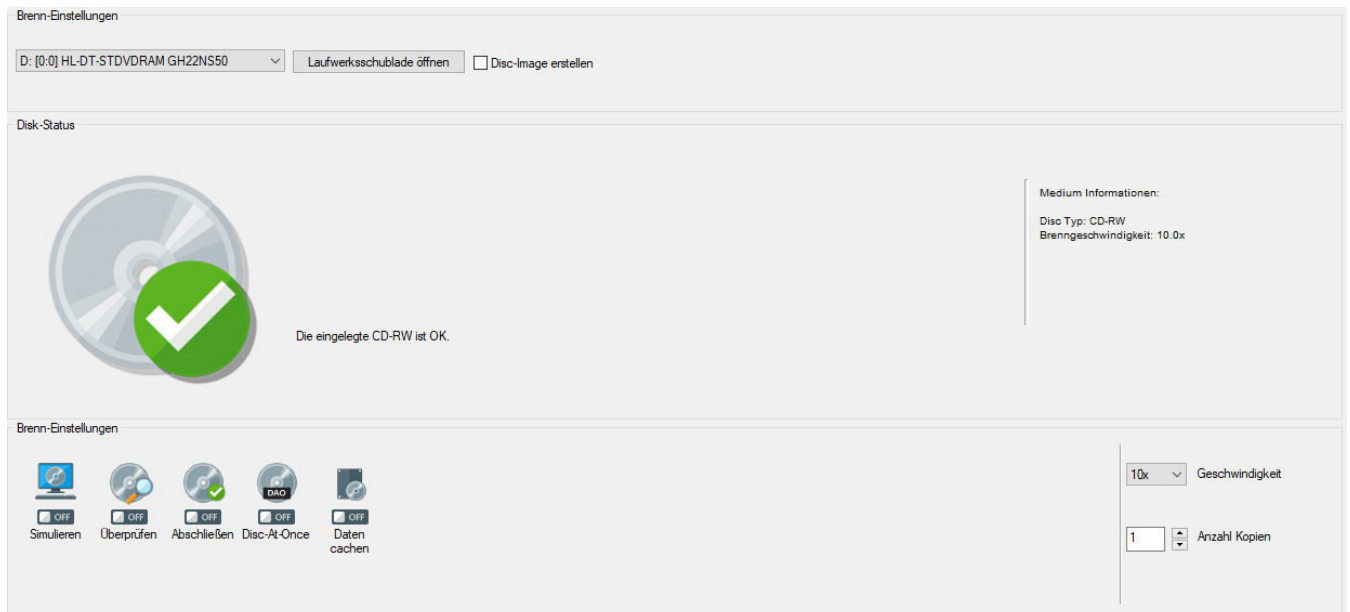 Brenn-Einstellungen
D: [0:0] HL-DT-STDVDRAM GH22NS50
Laufwerksschublade öffnen
Disc-Image erstellen
Disk-Status
Medium Informationen:
Disc Typ: CD-RW
Brenngeschwindigkeit: 10.0x
Die eingelegte CD-RW ist OK.
Brenn-Einstellungen
DAO
OFF
OFF
OFF
OFF
OFF
Simulieren
Überprüfen
Abschließen
Disc-At-Once
Daten
cachen
10x
Geschwindigkeit
1
Anzahl Kopien